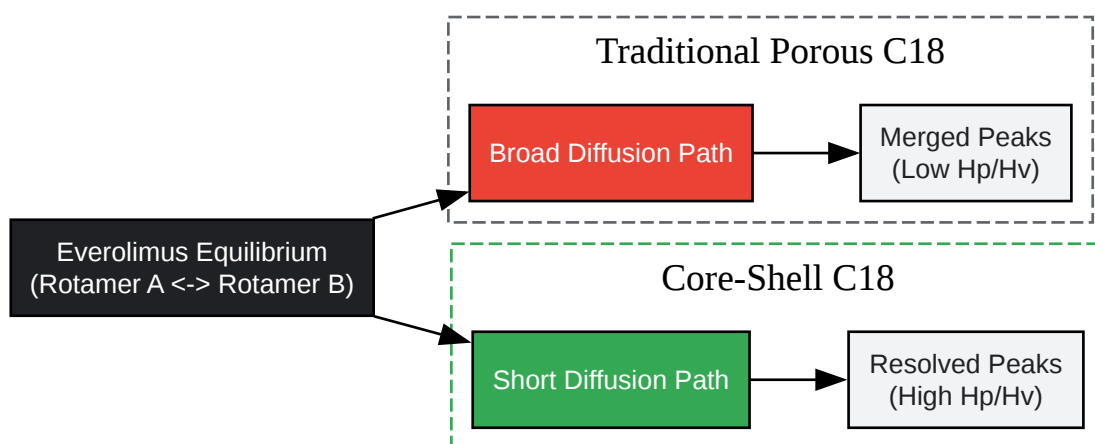 Traditional Porous C18
Broad Diffusion Path
Merged Peaks
(Low Hp/Hv)
Everolimus Equilibrium
(Rotamer A <-> Rotamer B)
Core-Shell C18
Short Diffusion Path
Resolved Peaks
(High Hp/Hv)